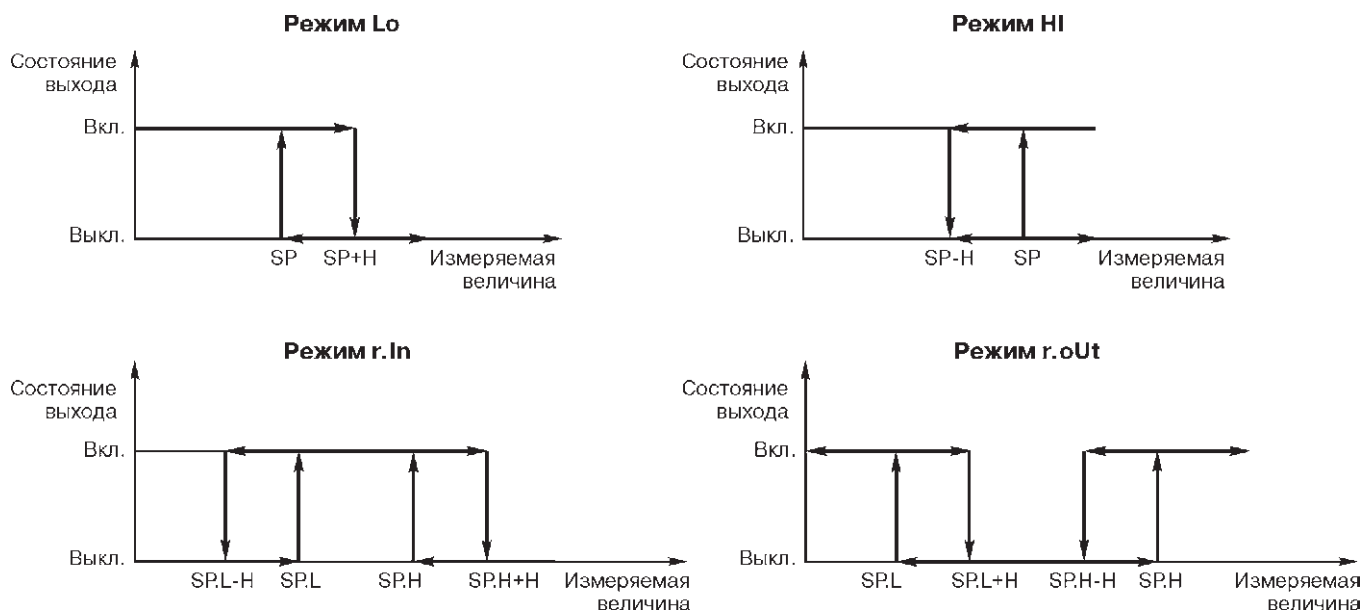 Режим Lo
Состояние
выхода
Вкл.
Выкл.
SP
SP+H
Измеряемая
величина
Режим HI
Состояние
выхода
Вкл.
Выкл.
SP-H
SP
Измеряемая
величина
Режим r.In
Состояние
выхода
Вкл.
Выкл.
SP.L-H
SP.L
SP.H
SP.H+H
Измеряемая
величина
Режим r.oUt
Состояние
выхода
Вкл.
Выкл.
SP.L
SP.L+H
SP.H-H
SP.H
Измеряемая
величина